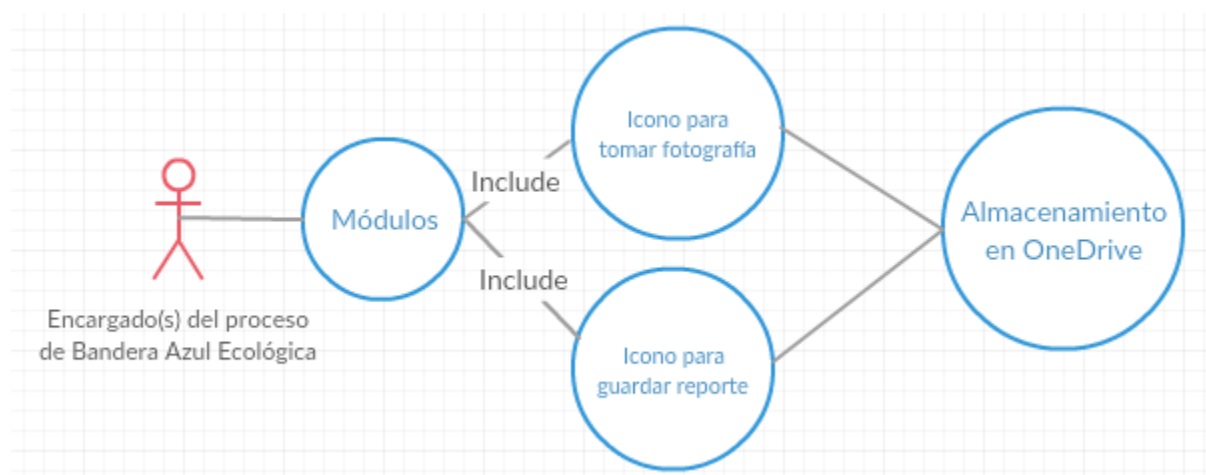 Encargado(s) del proceso
de Bandera Azul Ecológica
Módulos
Include
Include
Icono para
tomar fotografía
Icono para
guardar reporte
Almacenamiento
en OneDrive